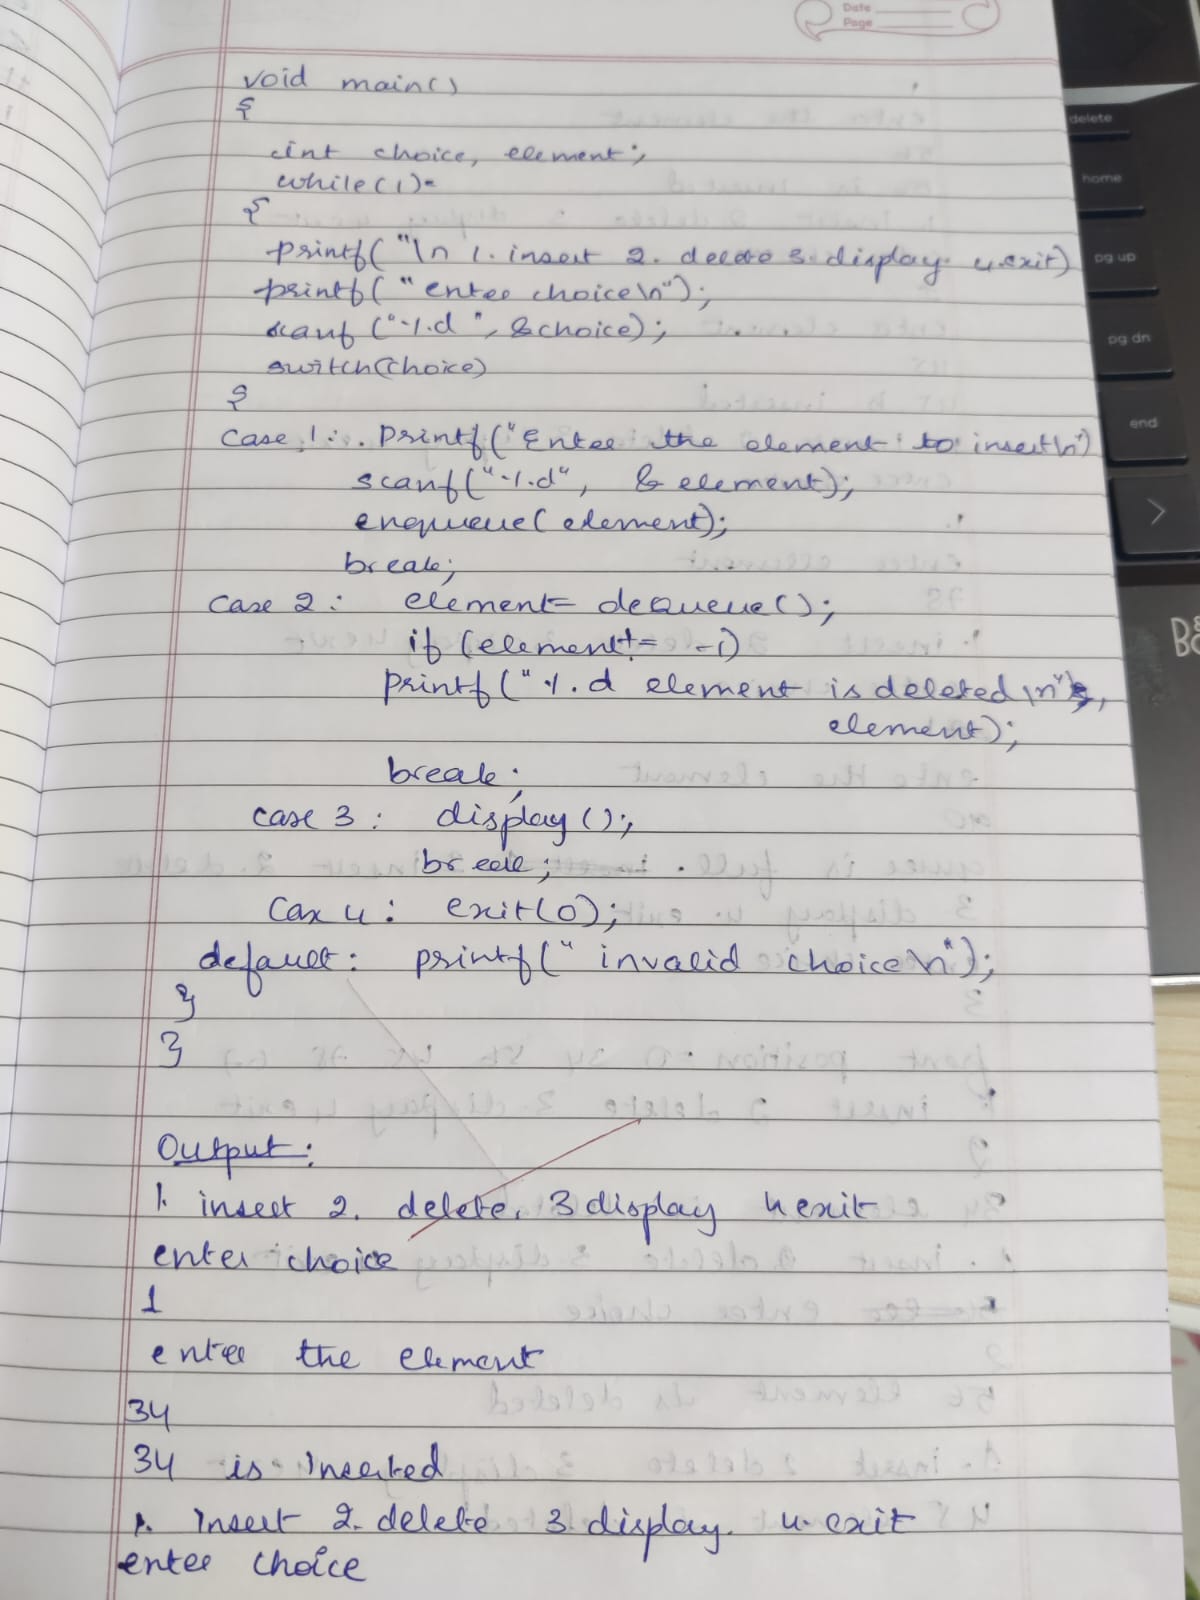 Date
Page
void main()
{
int choice, element;
while(1)
{
printf("\n 1. insert 2. delete 3. display 4. exit)
printf("enter choice\n");
scanf ("%d", &choice);
switch(choice)
{
case 1: printf("Enter the element to insert\n")
scanf("%d", & element);
enqueue(element);
break;
case 2: element= dequeue();
if (element!= -1)
printf("%d element is deleted\n",
element);
break;
case 3: display();
break;
case 4: exit(0);
default: printf(" invalid choice\n");
}
}
Output:
1. insert 2. delete. 3 display 4 exit
enter choice
1
enter the element
34
34 is inserted
1. Insert 2. delete 3. display. 4. exit
enter choice
delete
home
pg up
pg dn
end